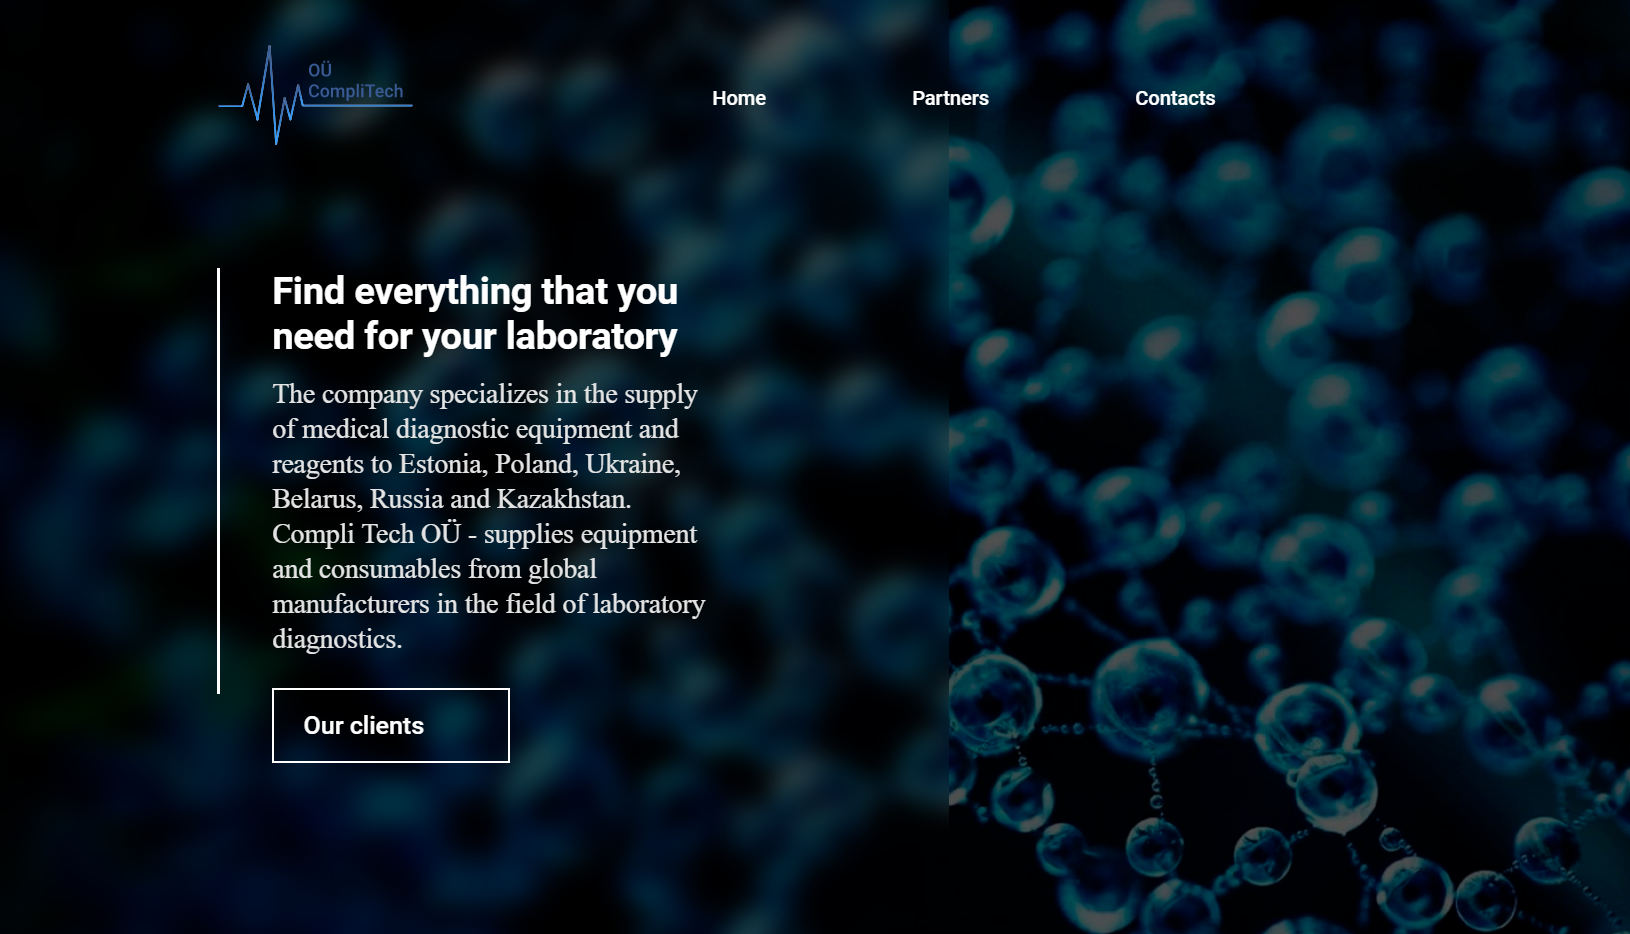 OÜ
CompliTech
Home
Partners
Contacts
Find everything that you
need for your laboratory
The company specializes in the supply
of medical diagnostic equipment and
reagents to Estonia, Poland, Ukraine,
Belarus, Russia and Kazakhstan.
Compli Tech OÜ - supplies equipment
and consumables from global
manufacturers in the field of laboratory
diagnostics.
Our clients